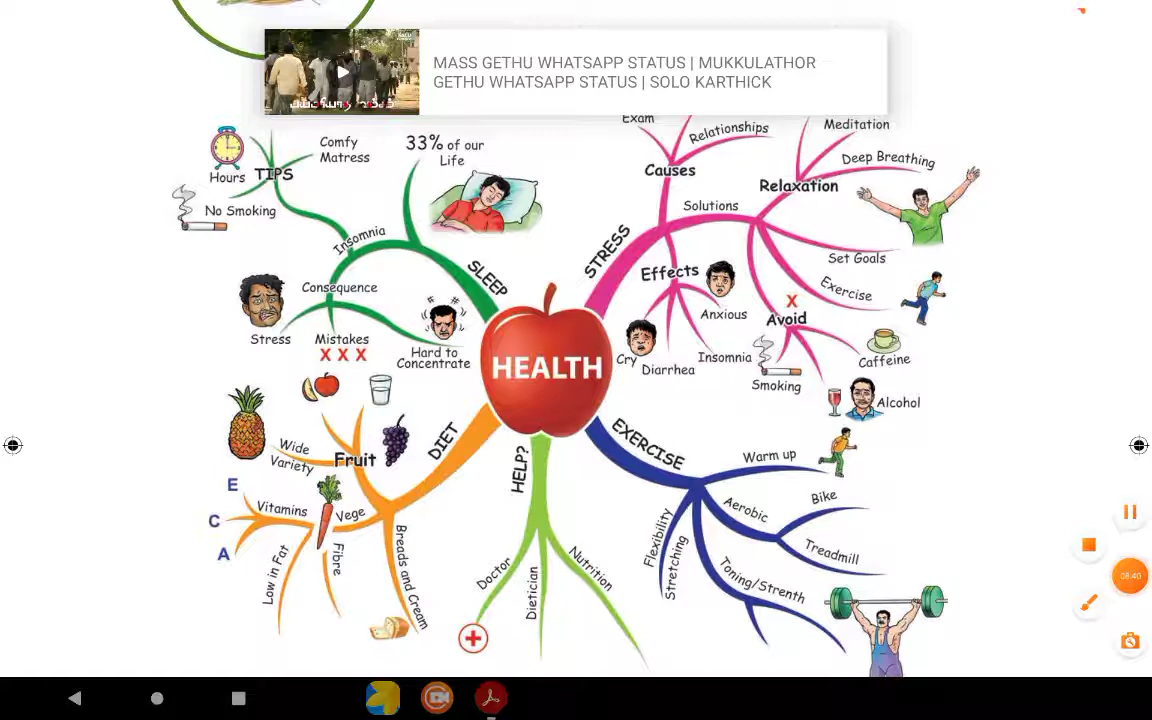 MASS GETHU WHATSAPP STATUS | MUKKULATHOR
GETHU WHATSAPP STATUS | SOLO KARTHICK
Exam
Relationships
Causes
Meditation
Deep Breathing
Relaxation
Solutions
STRESS
Effects
Set Goals
Exercise
X
Avoid
Anxious
Cry
Diarrhea
Insomnia
Smoking
Caffeine
Alcohol
Comfy
Matress
33% of our
Life
Hours
TIPS
No Smoking
Insomnia
SLEEP
Consequence
Stress
Mistakes
X X X
Hard to
Concentrate
HEALTH
DIET
Wide
Variety
Fruit
E
C
A
Vitamins
Vege
Low in Fat
Fibre
Breads and Cream
HELP?
Doctor
Dietician
Nutrition
EXERCISE
Warm up
Aerobic
Bike
Treadmill
Flexibility
Stretching
Toning/Strenth
08:40